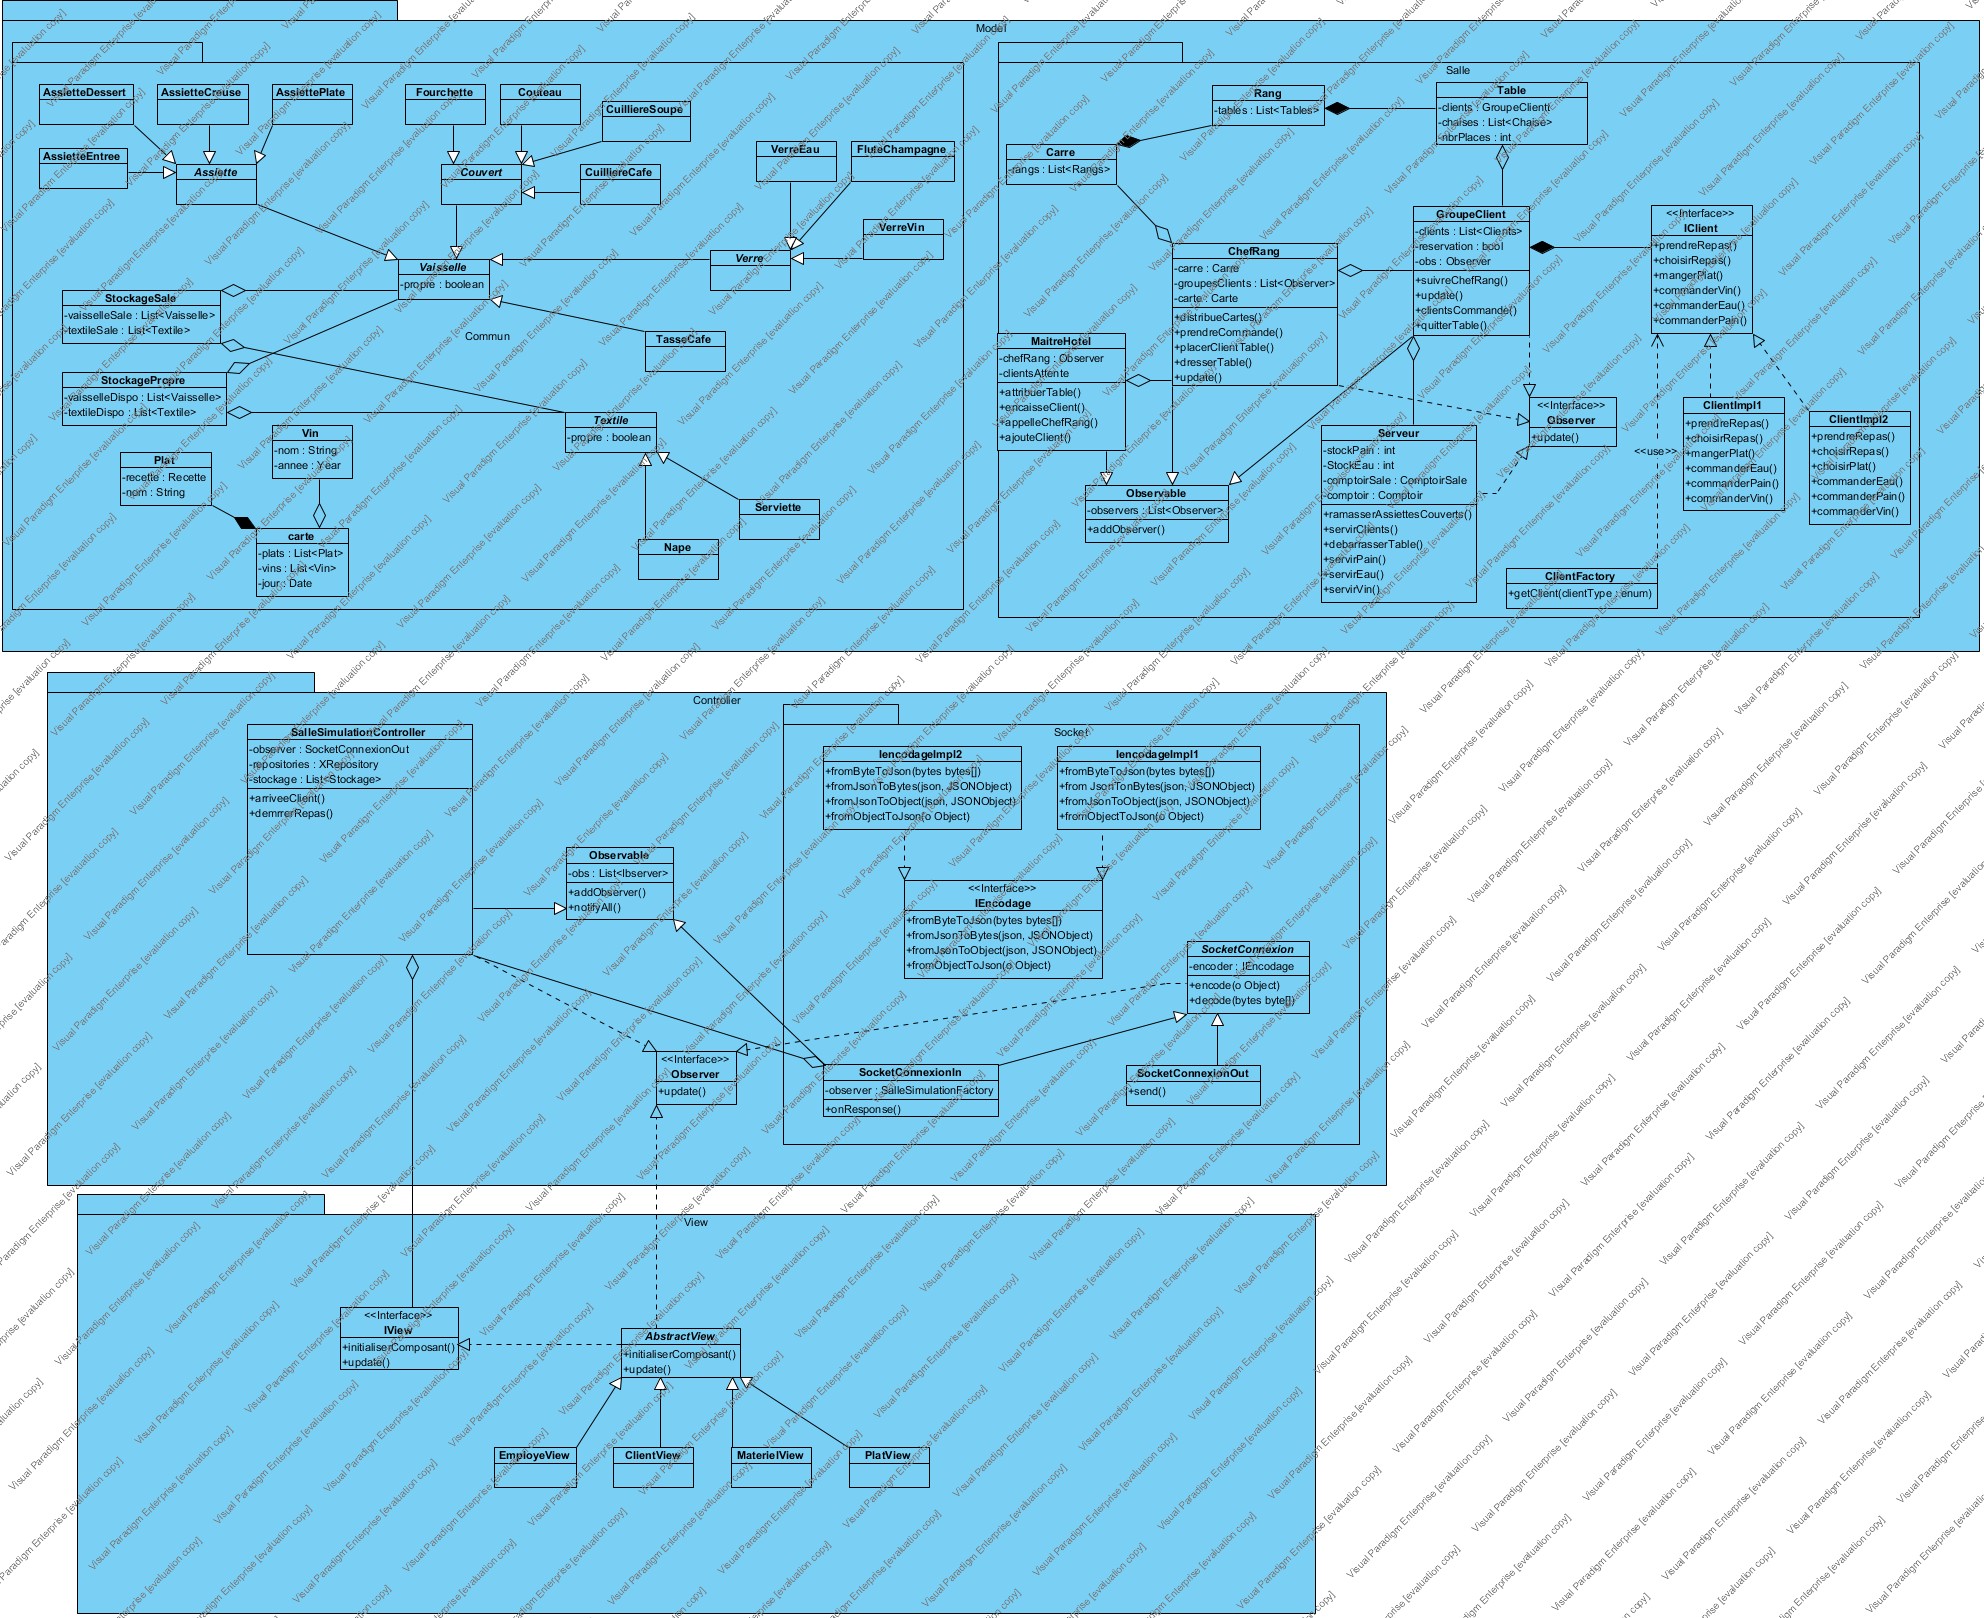 Model
Commun
AssietteDessert
AssietteCreuse
AssiettePlate
AssietteEntree
Assiette
Fourchette
Couteau
CuilliereSoupe
Couvert
CuilliereCafe
VerreEau
FluteChampagne
VerreVin
Verre
Vaisselle
-propre : boolean
StockageSale
-vaisselleSale : List<Vaisselle>
-textileSale : List<Textile>
StockagePropre
-vaisselleDispo : List<Vaisselle>
-textileDispo : List<Textile>
TasseCafe
Textile
-propre : boolean
Vin
-nom : String
-annee : Year
Plat
-recette : Recette
-nom : String
carte
-plats : List<Plat>
-vins : List<Vin>
-jour : Date
Serviette
Nape
Salle
Rang
-tables : List<Tables>
Table
-clients : GroupeClientt
-chaises : List<Chaise>
-nbrPlaces : int
Carre
-rangs : List<Rangs>
GroupeClient
-clients : List<Clients>
-reservation : bool
-obs : Observer
+suivreChefRang()
+update()
+clientsCommande()
+quitterTable()
<<Interface>>
IClient
+prendreRepas()
+choisirRepas()
+mangerPlat()
+commanderVin()
+commanderEau()
+commanderPain()
ChefRang
-carre : Carre
-groupesClients : List<Observer>
-carte : Carte
+distribueCartes()
+prendreCommande()
+placerClientTable()
+dresserTable()
+update()
MaitreHotel
-chefRang : Observer
-clientsAttente
+attribuerTable()
+encaisseClient()
+appelleChefRang()
+ajouteClient()
<<Interface>>
Observer
+update()
<<use>>
ClientImpl1
+prendreRepas()
+choisirRepas()
+mangerPlat()
+commanderEau()
+commanderPain()
+commanderVin()
ClientImpl2
+prendreRepas()
+choisirRepas()
+choisirPlat()
+commanderEau()
+commanderPain()
+commanderVin()
Serveur
-stockPain : int
-StockEau : int
-comptoirSale : ComptoirSale
-comptoir : Comptoir
+ramasserAssiettesCouverts()
+servirClients()
+debarrasserTable()
+servirPain()
+servirEau()
+servirVin()
Observable
-observers : List<Observer>
+addObserver()
ClientFactory
+getClient(clientType : enum)
Controller
SalleSimulationController
-observer : SocketConnexionOut
-repositories : XRepository
-stockage : List<Stockage>
+arriveeClient()
+demrrerRepas()
Observable
-obs : List<Ibserver>
+addObserver()
+notifyAll()
Socket
IencodageImpl2
+fromByteToJson(bytes bytes[])
+fromJsonToBytes(json, JSONObject)
+fromJsonToObject(json, JSONObject)
+fromObjectToJson(o Object)
IencodageImpl1
+fromByteToJson(bytes bytes[])
+from JsonTonBytes(json, JSONObject)
+fromJsonToObject(json, JSONObject)
+fromObjectToJson(o Object)
<<Interface>>
IEncodage
+fromByteToJson(bytes bytes[])
+fromJsonToBytes(json, JSONObject)
+fromJsonToObject(json, JSONObject)
+fromObjectToJson(o Object)
SocketConnexion
-encoder : IEncodage
+encode(o Object)
+decode(bytes byte[])
<<Interface>>
Observer
+update()
SocketConnexionIn
-observer : SalleSimulationFactory
+onResponse()
SocketConnexionOut
+send()
View
<<Interface>>
IView
+initialiserComposant()
+update()
AbstractView
+initialiserComposant()
+update()
EmployeView
ClientView
MaterielView
PlatView
Visual Paradigm Enterprise [evaluation copy]